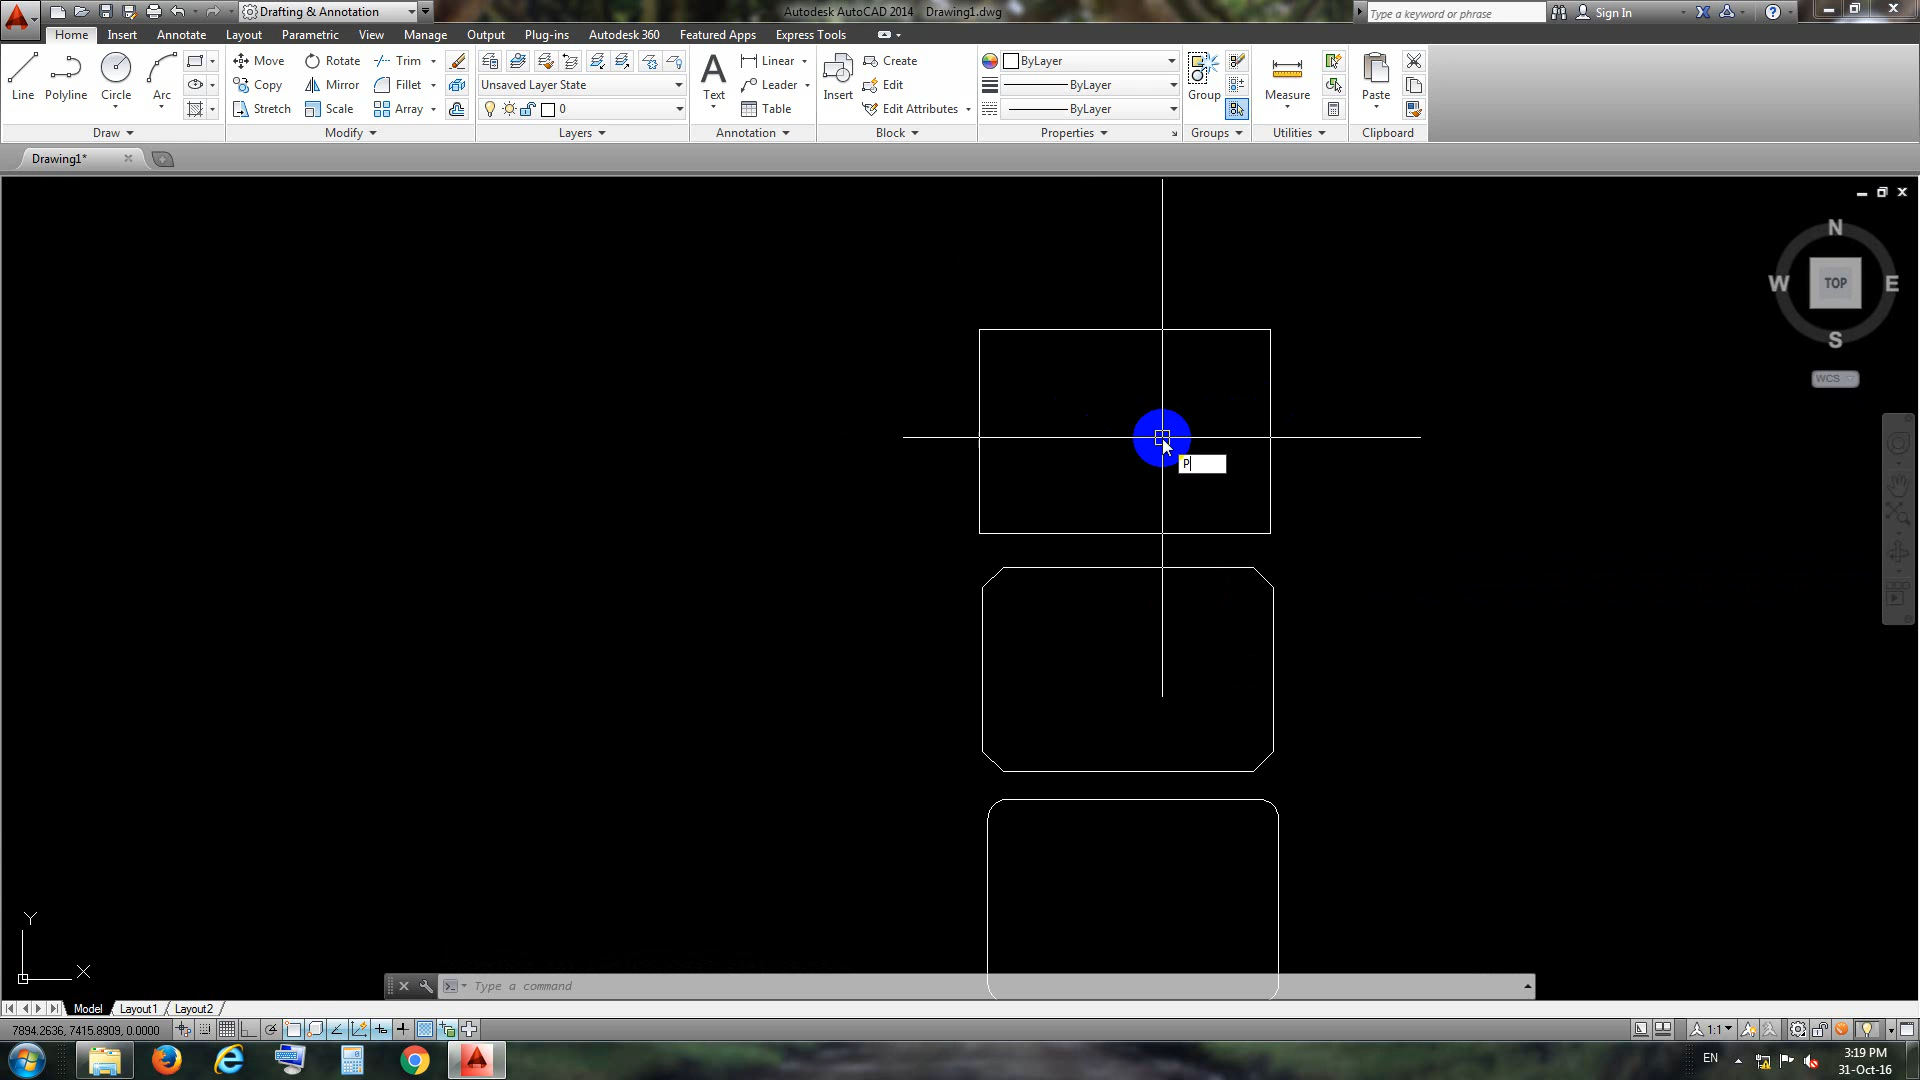 Drafting & Annotation
Autodesk AutoCAD 2014 Drawing1.dwg
Type a keyword or phrase
Sign In
Home Insert Annotate Layout Parametric View Manage Output Plug-ins Autodesk 360 Featured Apps Express Tools
Line Polyline Circle Arc
Move Rotate Trim
Copy Mirror Fillet
Stretch Scale Array
Unsaved Layer State
0
Text
Linear
Leader
Table
Insert
Create
Edit
Edit Attributes
ByLayer
ByLayer
ByLayer
Group
Measure
Paste
Draw Modify Layers Annotation Block Properties Groups Utilities Clipboard
Drawing1*
N
W TOP E
S
WCS
P
Y
X
Type a command
Model Layout1 Layout2
7894.2636, 7415.8909, 0.0000
1:1
EN
3:19 PM
31-Oct-16